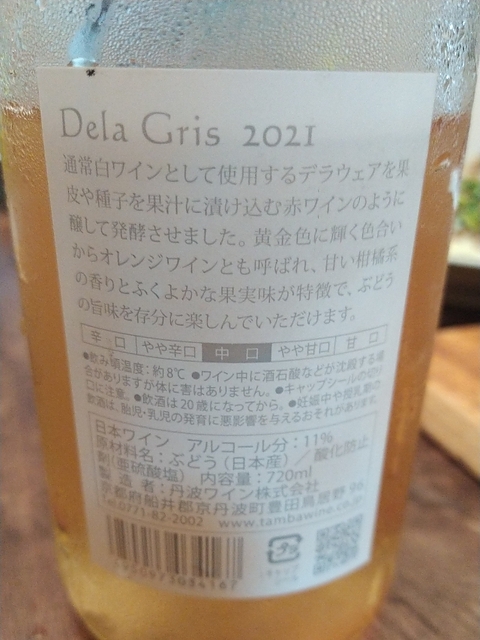 Dela Gris 2021
通常白ワインとして使用するデラウェアを果
皮や種子を果汁に漬け込む赤ワインのように
醸して発酵させました。黄金色に輝く色合い
からオレンジワインとも呼ばれ、甘い柑橘系
の香りとふくよかな果実味が特徴で、ぶどう
の旨味を存分に楽しんでいただけます。
辛 口 やや辛口 中 口 やや甘口 甘 口
●飲み頃温度：約8℃ ●ワイン中に酒石酸などが沈殿する場
合がありますが体に害はありません。●キャップシールの切り
口に注意。●飲酒は20歳になってから。●妊娠中や授乳期の
飲酒は、胎児・乳児の発育に悪影響を与えるおそれがあります。
日本ワイン アルコール分：11%
原材料名：ぶどう（日本産）／酸化防止
剤（亜硫酸塩） 内容量：720ml
製 造 者：丹波ワイン株式会社
京都府船井郡京丹波町豊田鳥居野96
Tel.0771-82-2002 www.tambawine.co.jp
4920973034167